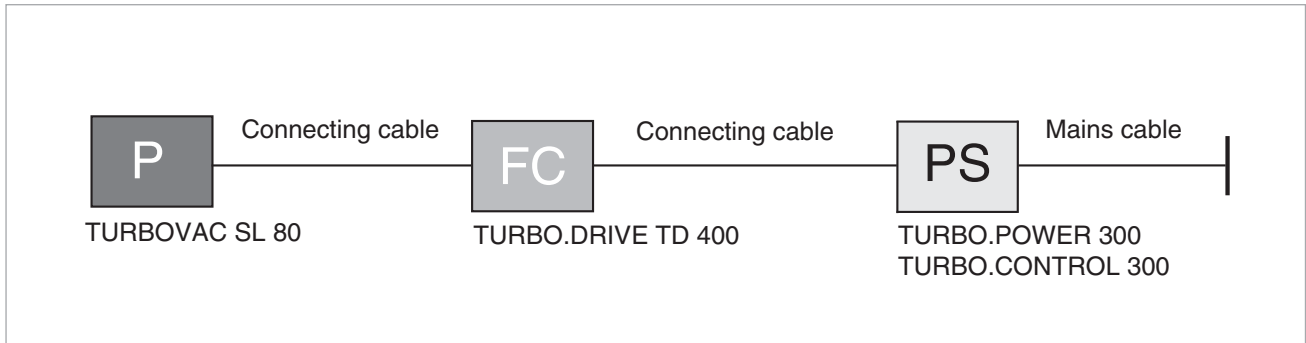 Connecting cable
Connecting cable
Mains cable
P
FC
PS
TURBOVAC SL 80
TURBO.DRIVE TD 400
TURBO.POWER 300
TURBO.CONTROL 300